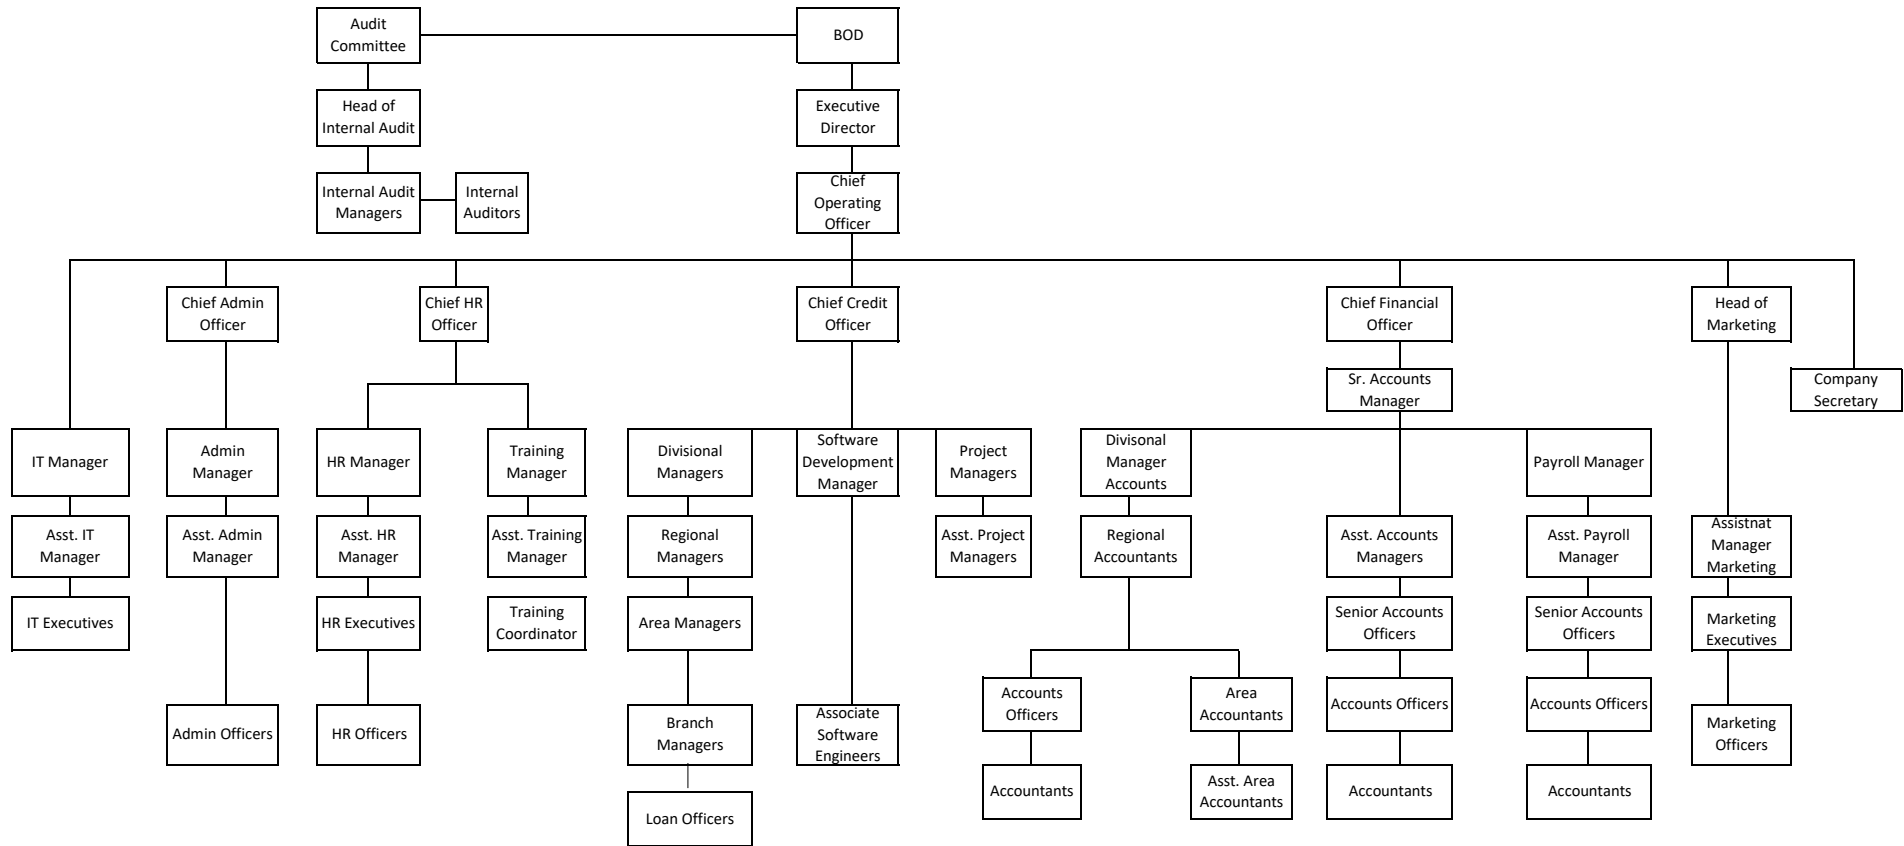 Audit
Committee
BOD
Head of
Internal Audit
Executive
Director
Internal Audit
Managers
Internal
Auditors
Chief
Operating
Officer
Chief Admin
Officer
Chief HR
Officer
Chief Credit
Officer
Chief Financial
Officer
Head of
Marketing
Sr. Accounts
Manager
Company
Secretary
IT Manager
Admin
Manager
HR Manager
Training
Manager
Divisional
Managers
Software
Development
Manager
Project
Managers
Divisonal
Manager
Accounts
Payroll Manager
Asst. IT
Manager
Asst. Admin
Manager
Asst. HR
Manager
Asst. Training
Manager
Regional
Managers
Asst. Project
Managers
Regional
Accountants
Asst. Accounts
Managers
Asst. Payroll
Manager
Assistnat
Manager
Marketing
IT Executives
HR Executives
Training
Coordinator
Area Managers
Senior Accounts
Officers
Senior Accounts
Officers
Marketing
Executives
Accounts
Officers
Area
Accountants
Accounts Officers
Accounts Officers
Admin Officers
HR Officers
Branch
Managers
Associate
Software
Engineers
Marketing
Officers
Accountants
Asst. Area
Accountants
Accountants
Accountants
Loan Officers